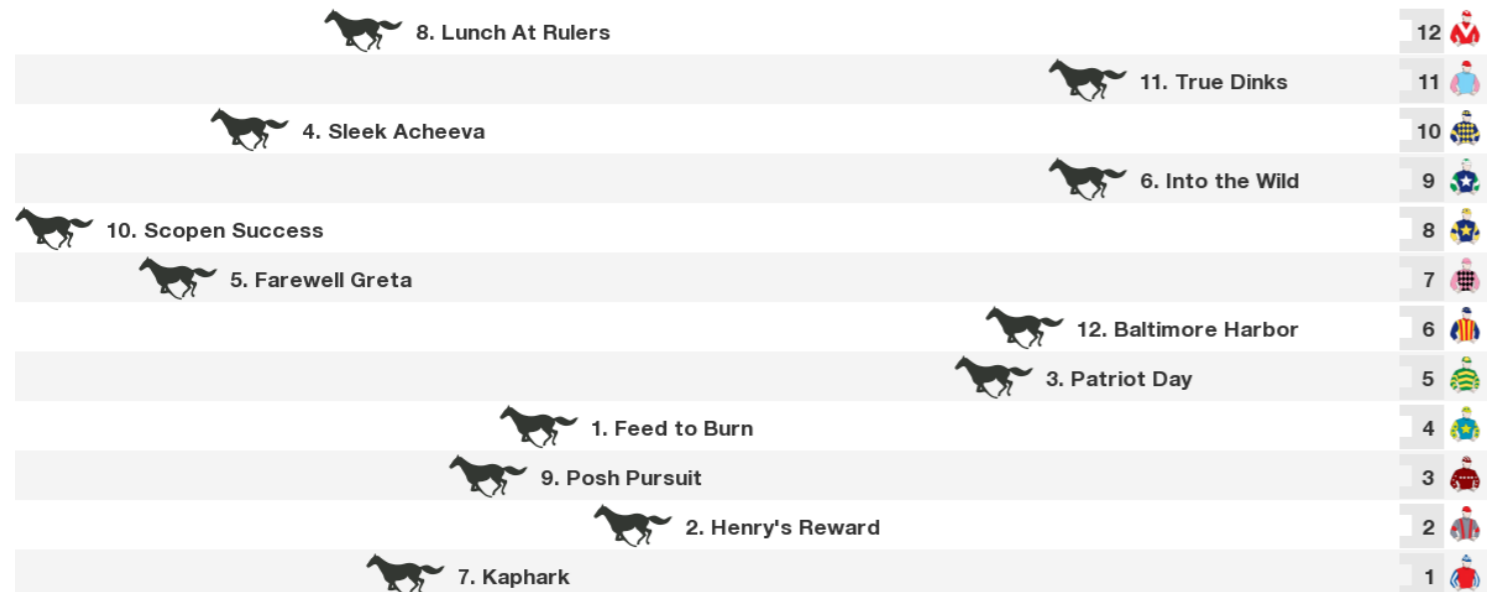 8. Lunch At Rulers 12
11. True Dinks 11
4. Sleek Acheeva 10
6. Into the Wild 9
10. Scopen Success 8
5. Farewell Greta 7
12. Baltimore Harbor 6
3. Patriot Day 5
1. Feed to Burn 4
9. Posh Pursuit 3
2. Henry's Reward 2
7. Kaphark 1